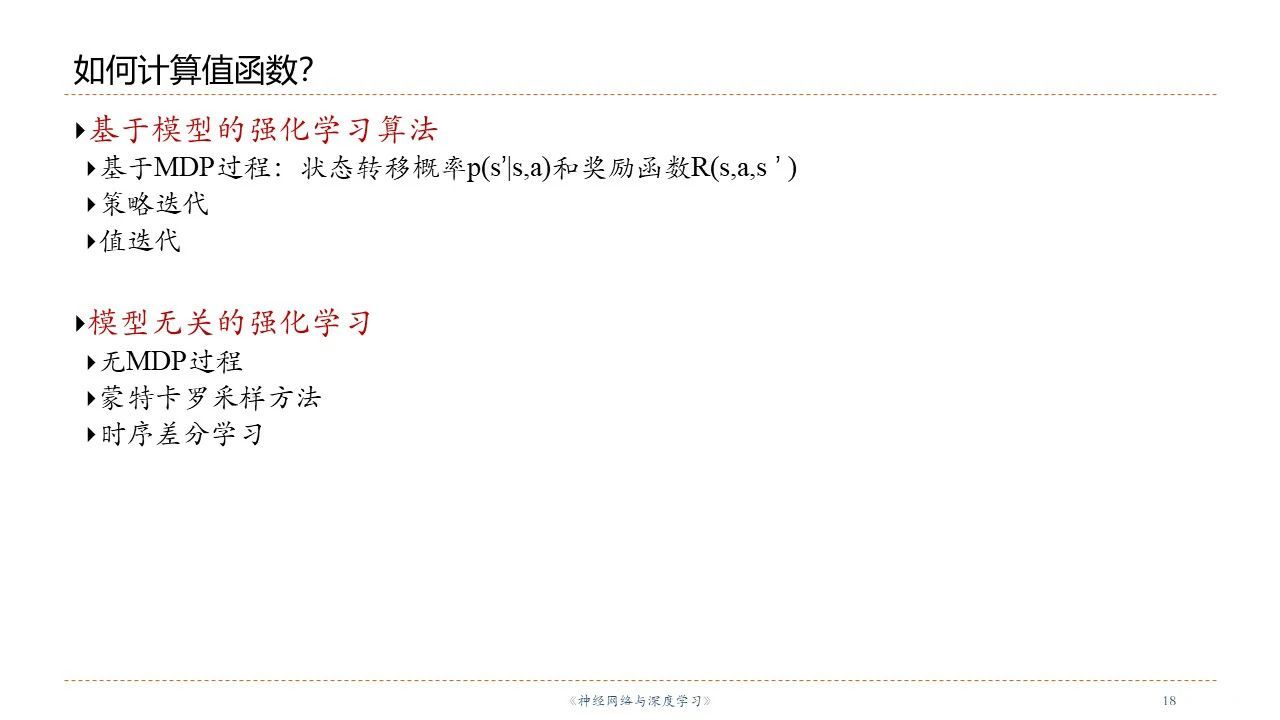 如何计算值函数?
基于模型的强化学习算法
基于MDP过程：状态转移概率p(s’|s,a)和奖励函数R(s,a,s ’ )
策略迭代
值迭代
模型无关的强化学习
无MDP过程
蒙特卡罗采样方法
时序差分学习
《神经网络与深度学习》
18